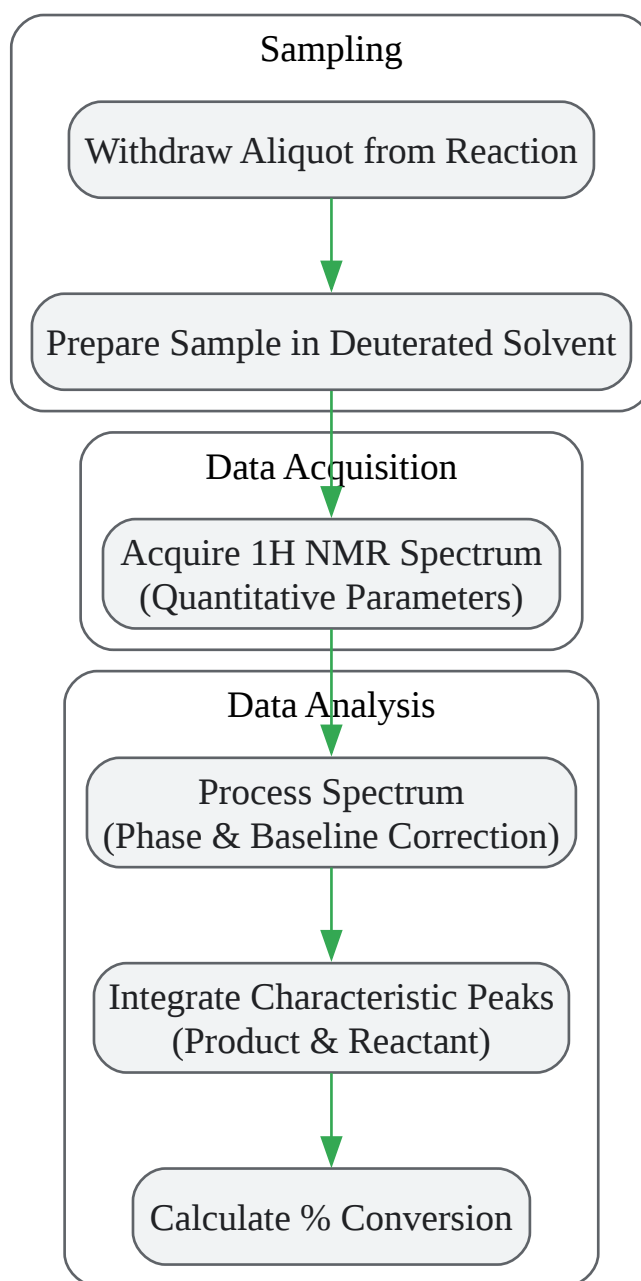 Sampling
Withdraw Aliquot from Reaction
Prepare Sample in Deuterated Solvent
Data Acquisition
Acquire 1H NMR Spectrum
(Quantitative Parameters)
Data Analysis
Process Spectrum
(Phase & Baseline Correction)
Integrate Characteristic Peaks
(Product & Reactant)
Calculate % Conversion